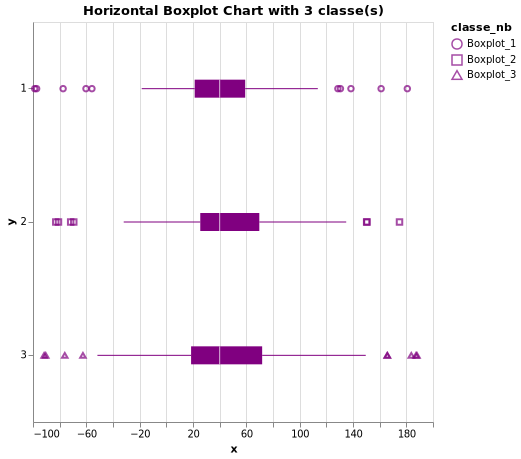 Horizontal Boxplot Chart with 3 classe(s)
classe_nb
Boxplot_1
Boxplot_2
Boxplot_3
1
2
3
y
−100 −60 −20 20 60 100 140 180
x